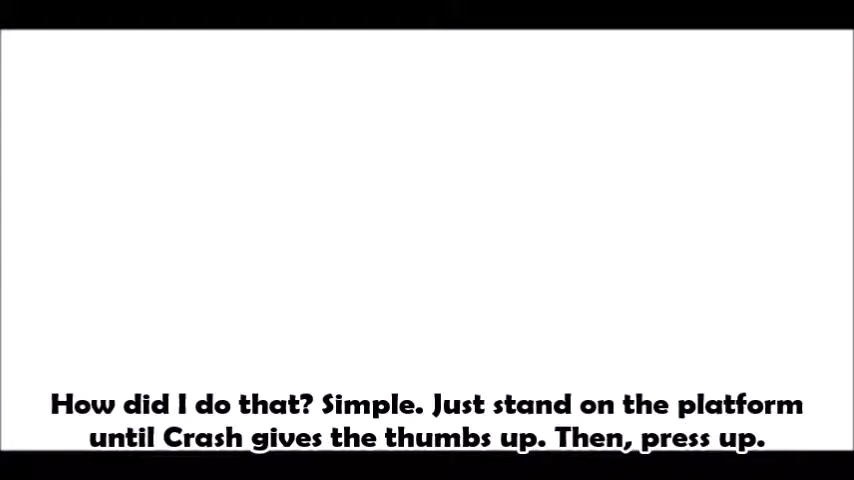 How did I do that? Simple. Just stand on the platform
until Crash gives the thumbs up. Then, press up.